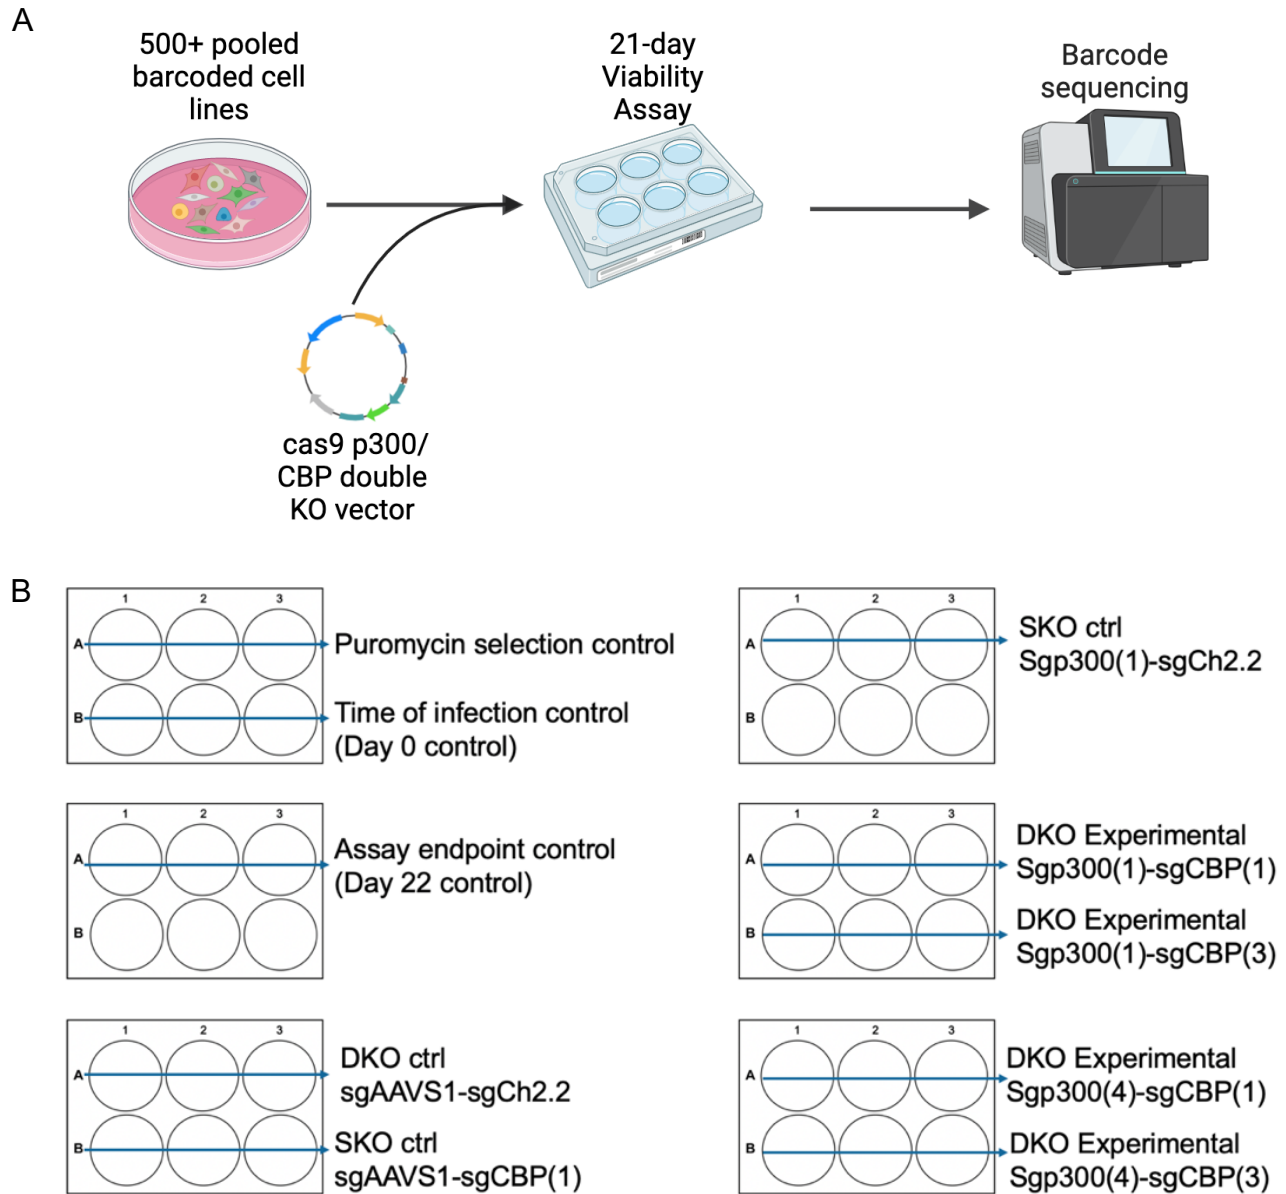 A
500+ pooled
barcoded cell
lines
21-day
Viability
Assay
Barcode
sequencing
cas9 p300/
CBP double
KO vector
B
1 2 3
A
Puromycin selection control
B
Time of infection control
(Day 0 control)
1 2 3
A
SKO ctrl
Sgp300(1)-sgCh2.2
B
1 2 3
A
Assay endpoint control
(Day 22 control)
B
1 2 3
A
DKO Experimental
Sgp300(1)-sgCBP(1)
B
DKO Experimental
Sgp300(1)-sgCBP(3)
1 2 3
A
DKO ctrl
sgAAVS1-sgCh2.2
B
SKO ctrl
sgAAVS1-sgCBP(1)
1 2 3
A
DKO Experimental
Sgp300(4)-sgCBP(1)
B
DKO Experimental
Sgp300(4)-sgCBP(3)